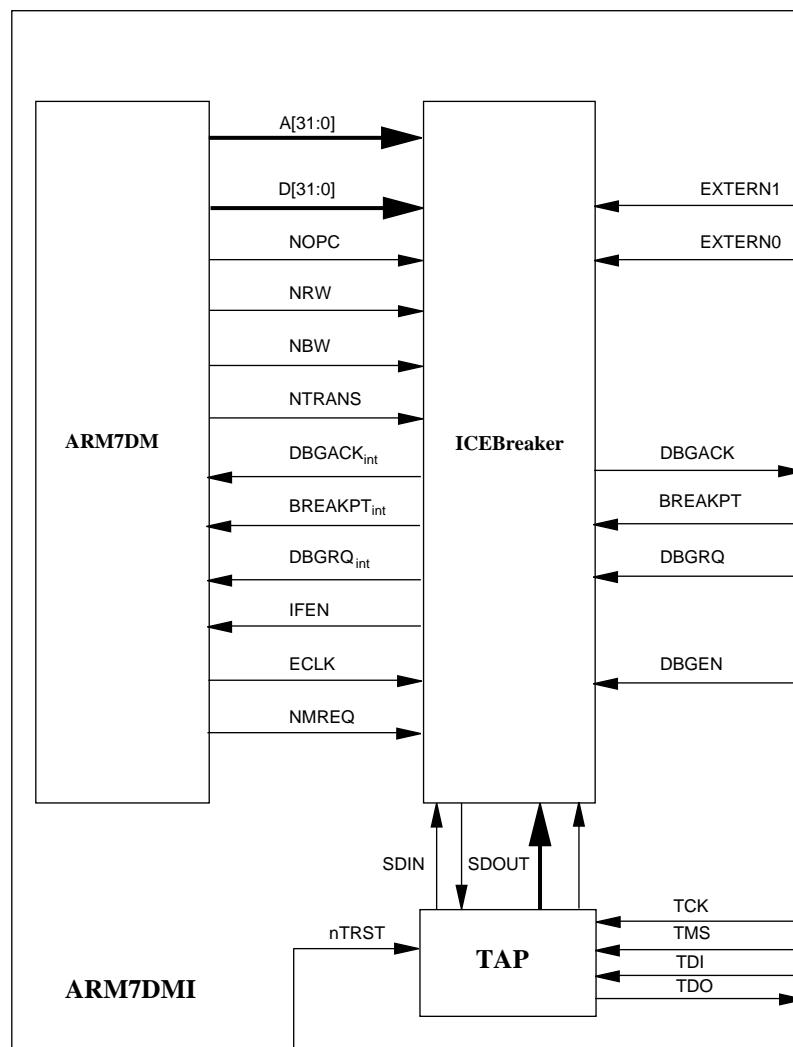 A[31:0]
D[31:0]
EXTERN1
NOPC
EXTERN0
NRW
NBW
NTRANS
ARM7DM
ICEBreaker
DBGACKint
DBGACK
BREAKPTint
BREAKPT
DBGRQint
DBGRQ
IFEN
ECLK
DBGEN
NMREQ
SDIN
SDOUT
TCK
nTRST
TMS
TAP
TDI
ARM7DMI
TDO